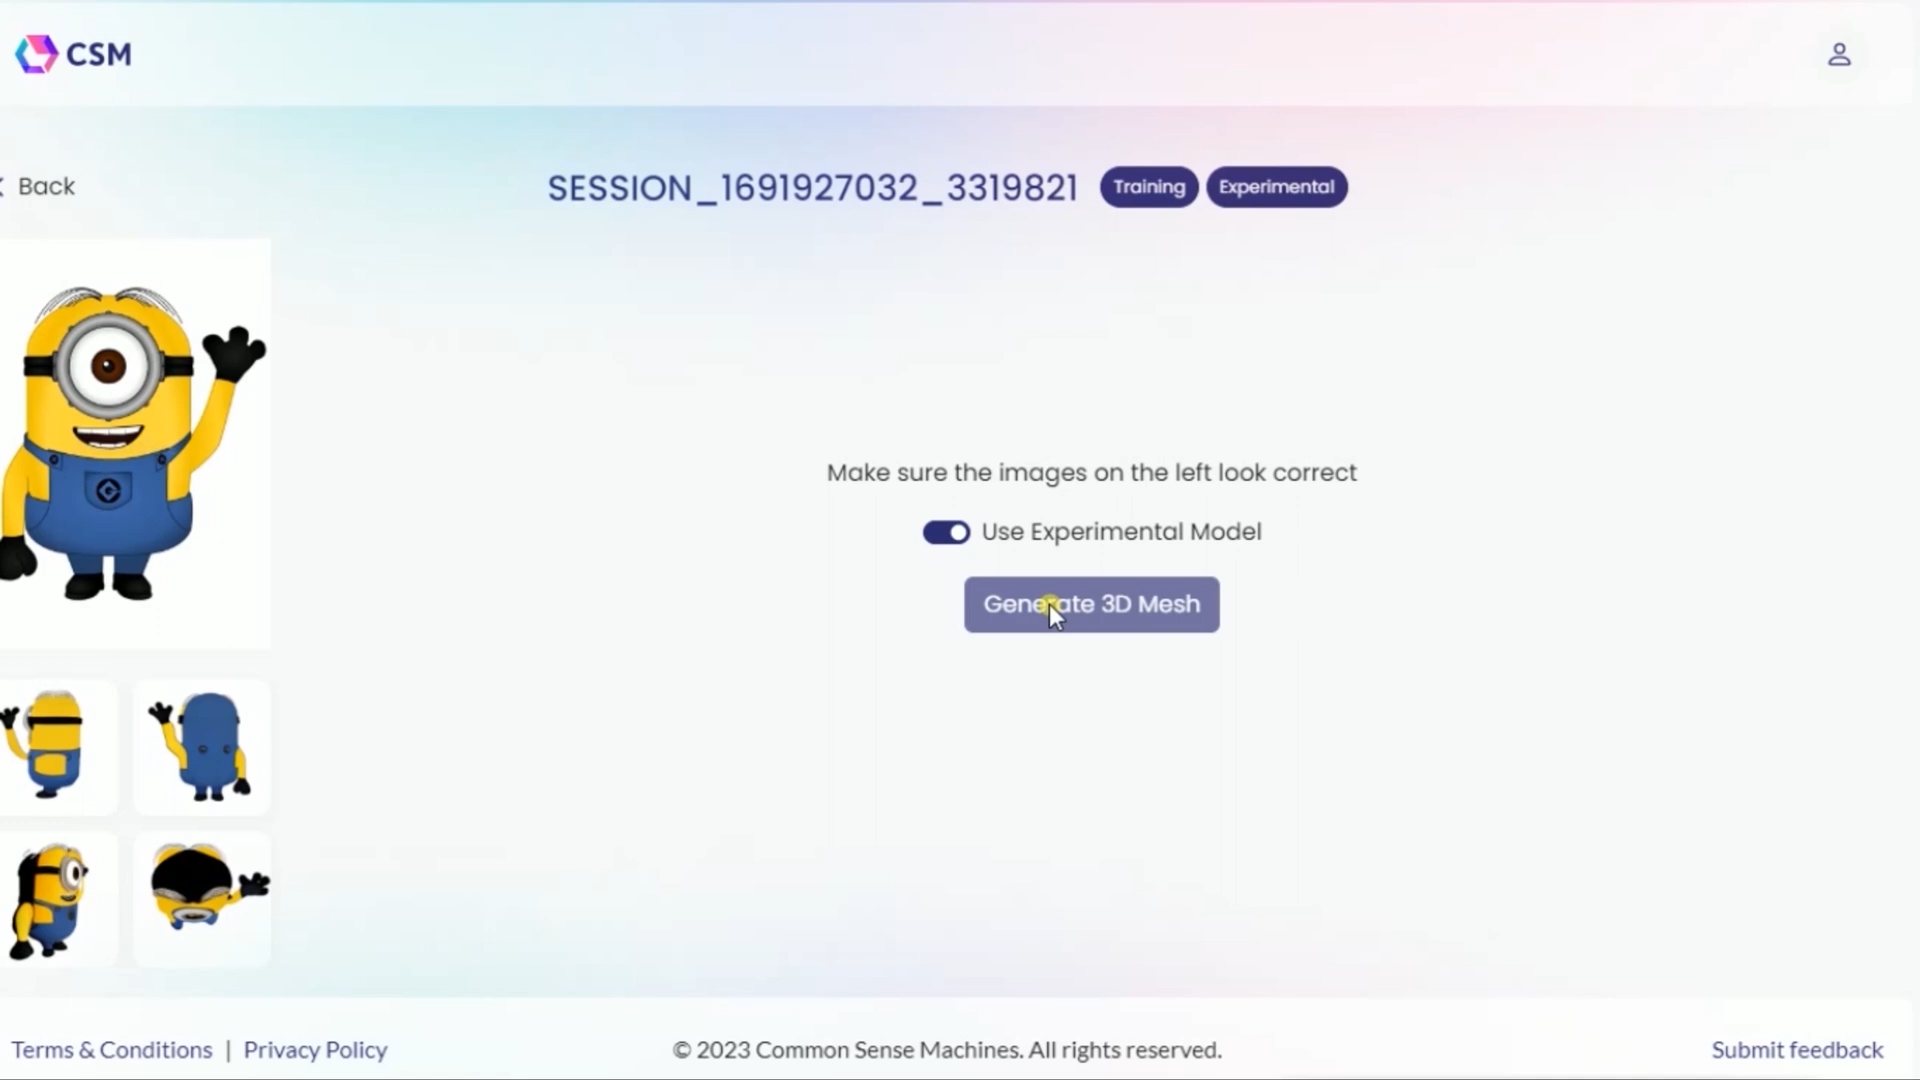 CSM
Back
SESSION_1691927032_3319821 Training Experimental
Make sure the images on the left look correct
Use Experimental Model
Generate 3D Mesh
Terms & Conditions | Privacy Policy © 2023 Common Sense Machines. All rights reserved. Submit feedback